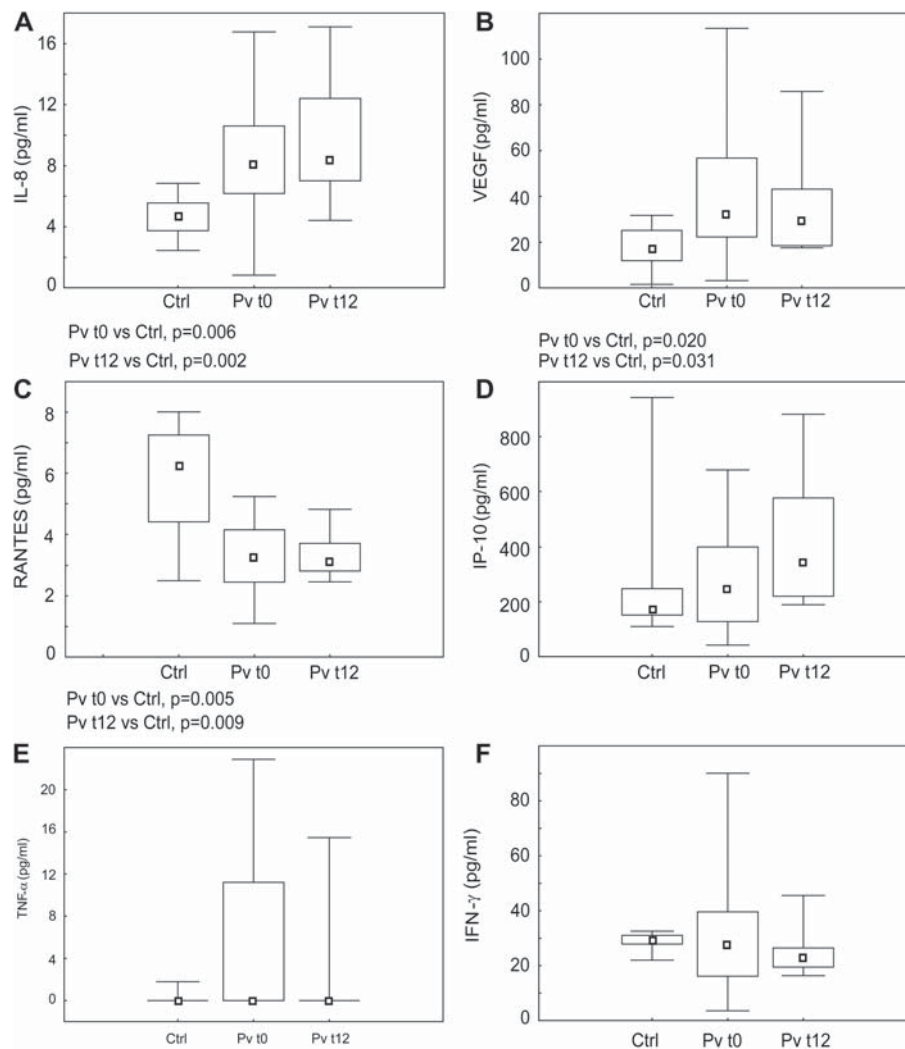 A
IL-8 (pg/ml)
16
12
8
4
0
Ctrl Pv t0 Pv t12
Pv t0 vs Ctrl, p=0.006
Pv t12 vs Ctrl, p=0.002
B
VEGF (pg/ml)
100
80
60
40
20
0
Ctrl Pv t0 Pv t12
Pv t0 vs Ctrl, p=0.020
Pv t12 vs Ctrl, p=0.031
C
RANTES (pg/ml)
8
6
4
2
0
Ctrl Pv t0 Pv t12
Pv t0 vs Ctrl, p=0.005
Pv t12 vs Ctrl, p=0.009
D
IP-10 (pg/ml)
800
600
400
200
0
Ctrl Pv t0 Pv t12
E
TNF-α (pg/ml)
20
16
12
8
4
0
Ctrl Pv t0 Pv t12
F
IFN-γ (pg/ml)
80
60
40
20
0
Ctrl Pv t0 Pv t12